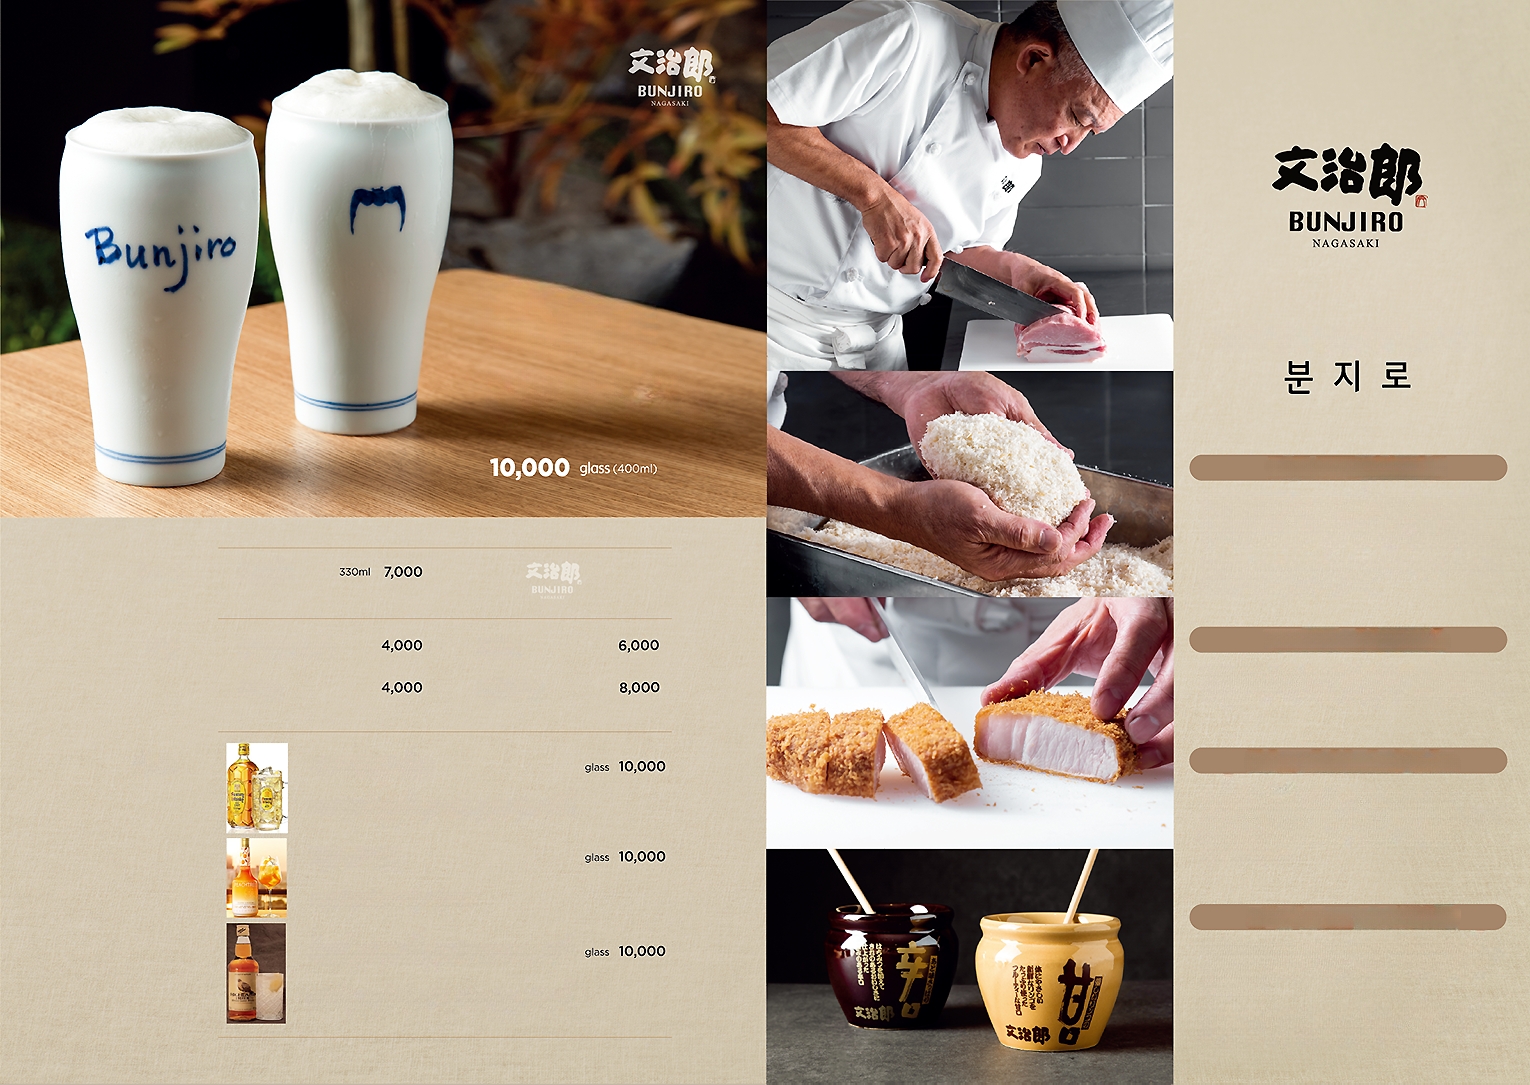 文治郎
BUNJIRO
NAGASAKI
Bunjiro
10,000 glass (400ml)
330ml 7,000
文治郎
BUNJIRO
NAGASAKI
4,000 6,000
4,000 8,000
glass 10,000
glass 10,000
glass 10,000
辛口
文治郎
甘口
文治郎
文治郎
BUNJIRO
NAGASAKI
분지로